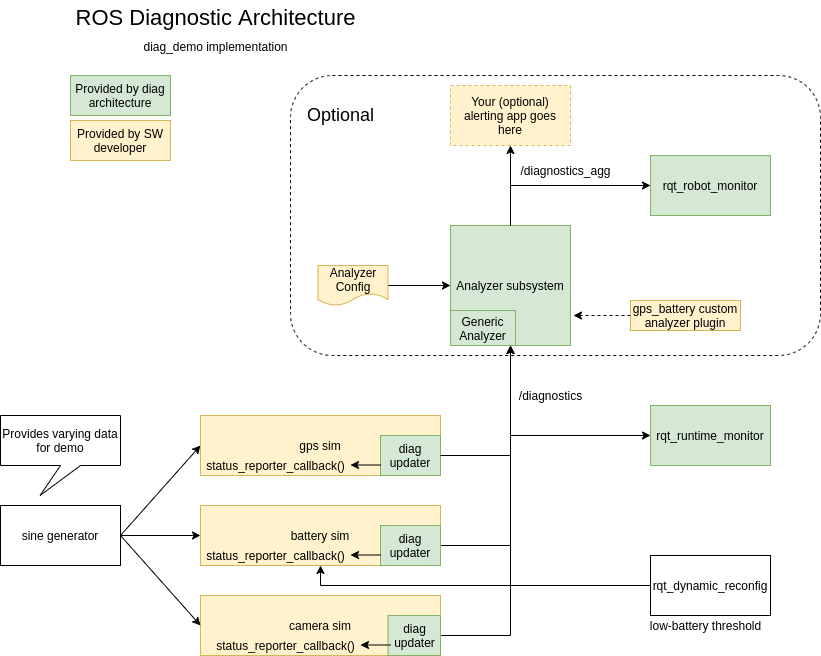 ROS Diagnostic Architecture
diag_demo implementation
Provided by diag
architecture
Provided by SW
developer
Optional
Your (optional)
alerting app goes
here
/diagnostics_agg
rqt_robot_monitor
Analyzer
Config
Analyzer subsystem
Generic
Analyzer
gps_battery custom
analyzer plugin
/diagnostics
rqt_runtime_monitor
Provides varying data
for demo
sine generator
gps sim
status_reporter_callback()
diag
updater
battery sim
status_reporter_callback()
diag
updater
camera sim
status_reporter_callback()
diag
updater
rqt_dynamic_reconfig
low-battery threshold